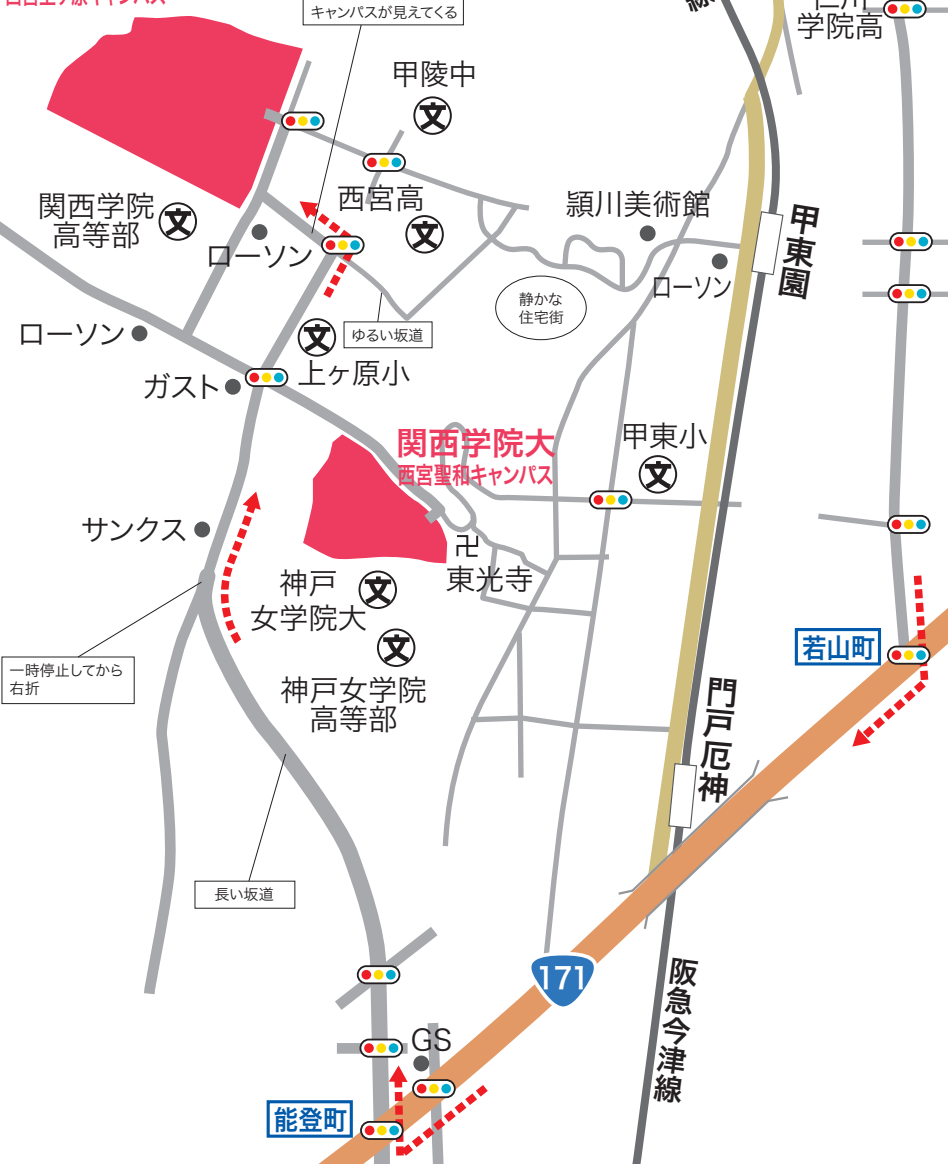 キャンパスが見えてくる
学院高
甲陵中
文
関西学院
高等部
文
西宮高
文
ローソン
頴川美術館
ローソン
甲東園
静かな
住宅街
ゆるい坂道
ローソン
文
上ヶ原小
ガスト
関西学院大
西宮聖和キャンパス
甲東小
文
サンクス
卍
東光寺
神戸
女学院大
文
文
神戸女学院
高等部
一時停止してから
右折
若山町
門戸厄神
長い坂道
171
阪急今津線
GS
能登町